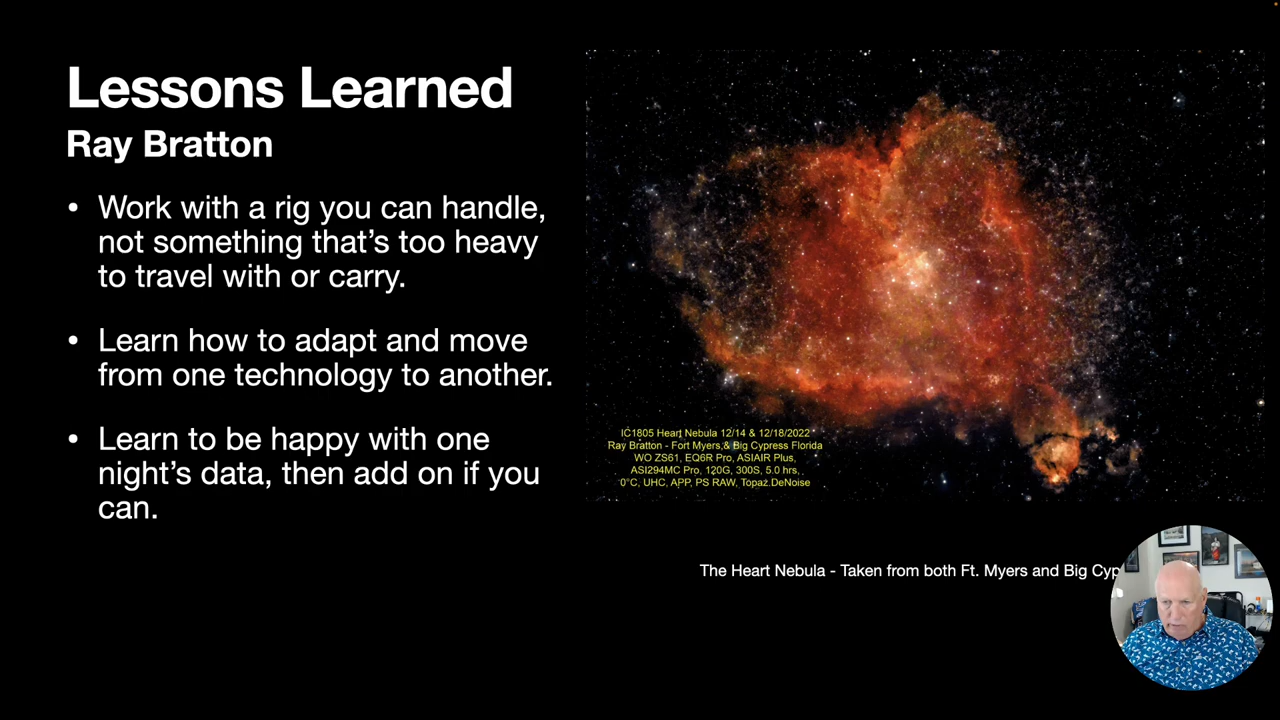 Lessons Learned
Ray Bratton
• Work with a rig you can handle,
not something that's too heavy
to travel with or carry.
• Learn how to adapt and move
from one technology to another.
• Learn to be happy with one
night's data, then add on if you
can.
IC1805 Heart Nebula 12/14 & 12/18/2022
Ray Bratton - Fort Myers,& Big Cypress Florida
WO ZS61, EQ6R Pro, ASIAIR Plus,
ASI294MC Pro, 120G, 300S, 5.0 hrs,
0°C, UHC, APP, PS RAW, Topaz DeNoise
The Heart Nebula - Taken from both Ft. Myers and Big Cyp